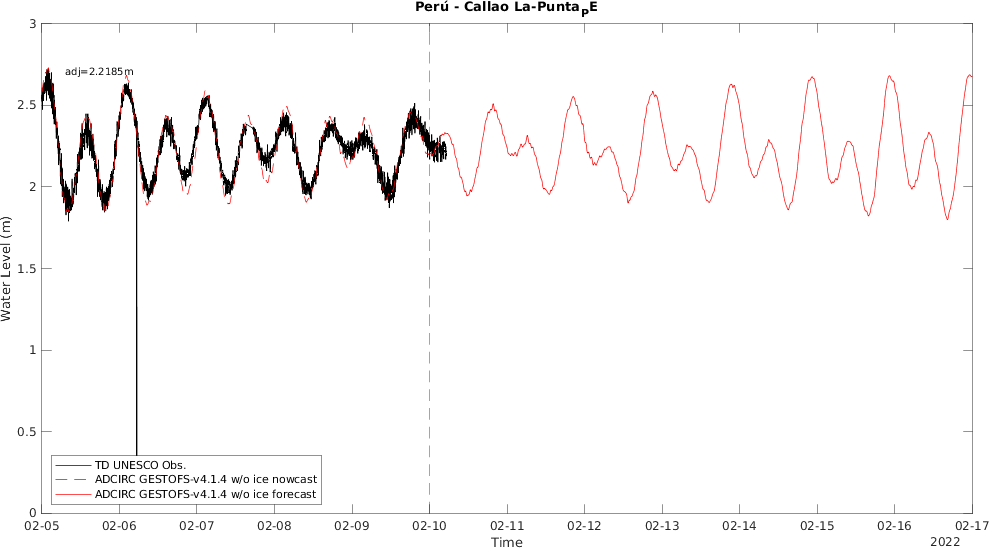 Perú - Callao La-Punta_PE
adj=2.2185m
3
2.5
2
1.5
1
0.5
0
Water Level (m)
TD UNESCO Obs.
ADCIRC GESTOFS-v4.1.4 w/o ice nowcast
ADCIRC GESTOFS-v4.1.4 w/o ice forecast
02-05 02-06 02-07 02-08 02-09 02-10 02-11 02-12 02-13 02-14 02-15 02-16 02-17
Time
2022